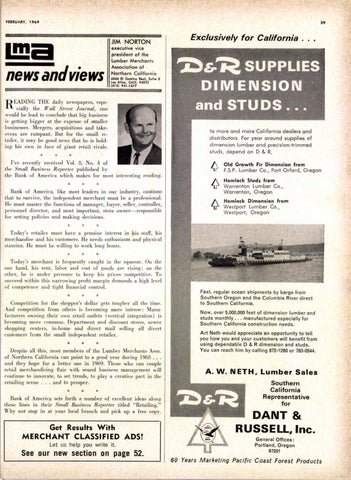 FEBRUARY, 1969
39
lma
news and views
JIM NORTON
executive vice
president of the
Lumber Merchants
Association of
Northern California
READING THE daily newspapers, espe-
cially the Wall Street Journal, one
would be lead to conclude that big business
is getting bigger at the expense of smaller
businesses. Mergers, acquisitions and take-
overs are rampant. But for the small re-
tailer, it may be good news that he is hold-
ing his own in face of giant retail rivals.
I've recently received Vol. 8, No. 4 of
the Small Business Reporter published by
the Bank of America which makes for most interesting reading.
Bank of America, like most leaders in our industry, cautions
that to survive, the independent merchant must be a professional.
He must master the functions of manager, buyer, seller, controller,
personnel director, and most important, store owner—responsible
for setting policies and making decisions.
Today's retailer must have a genuine interest in his staff, his
merchandise and his customers. He needs enthusiasm and physical
stamina. He must be willing to work long hours.
Today's merchant is frequently caught in the squeeze. On the
one hand, his rent, labor and cost of goods are rising; on the
other, he is under pressure to keep his prices competitive. To
succeed within this narrowing profit margin demands a high level
of competence and tight financial control.
Competition for the shopper's dollar gets tougher all the time.
And competition from others is becoming more intense: Manu-
facturers owning their own retail outlets (vertical integration) is
becoming more common. Department and discount stores, newer
shopping centers, in-home and direct mail selling all divert
customers from the small independent retailer.
Despite all this, most members of the Lumber Merchants Assn.
of Northern California can point to a good year during 1968 . . .
and they hope for a better one in 1969. Those who can couple
retail merchandising flair with sound business management will
continue to innovate, to set trends, to play a creative part in the
retailing scene . . . and to prosper.
Bank of America sets forth a number of excellent ideas along
these lines in their Small Business Reporter titled "Retailing."
Why not stop in at your local branch and pick up a free copy.
Get Results With
MERCHANT CLASSIFIED ADS!
Let us help you write it.
See our new section on page 52.
Exclusively for California . . .
D&R SUPPLIES
DIMENSION
and STUDS . . .
to more and more California dealers and
distributors. For year around supplies of
dimension lumber and precision-trimmed
studs, depend on D & R.
Old Growth Fir Dimension from
F.S.P. Lumber Co., Port Orford, Oregon
Hemlock Studs from
Warrenton Lumber Co.,
Warrenton, Oregon
Hemlock Dimension from
Westport Lumber Co.,
Westport, Oregon
Fast, regular ocean shipments by barge from
Southern Oregon and the Columbia River direct
to Southern California.
Now, over 5,000,000 feet of dimension lumber and
studs monthly . . . manufactured especially for
Southern California construction needs.
Art Neth would appreciate an opportunity to tell
you how you and your customers will benefit from
using dependable D & R dimension and studs.
You can reach him by calling 872-1280 or 783-0544.
A. W. NETH, Lumber Sales
D&R
Southern
California
Representative
for
DANT &
RUSSELL, Inc.
General Offices:
Portland, Oregon
97201
60 Years Marketing Pacific Coast Forest Products